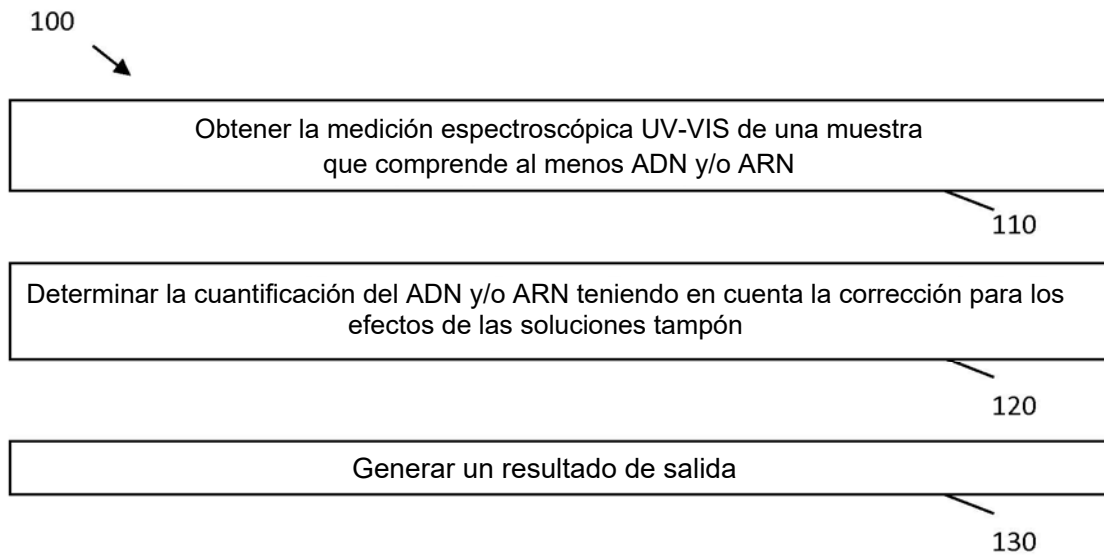 100
Obtener la medición espectroscópica UV-VIS de una muestra
que comprende al menos ADN y/o ARN
110
Determinar la cuantificación del ADN y/o ARN teniendo en cuenta la corrección para los
efectos de las soluciones tampón
120
Generar un resultado de salida
130